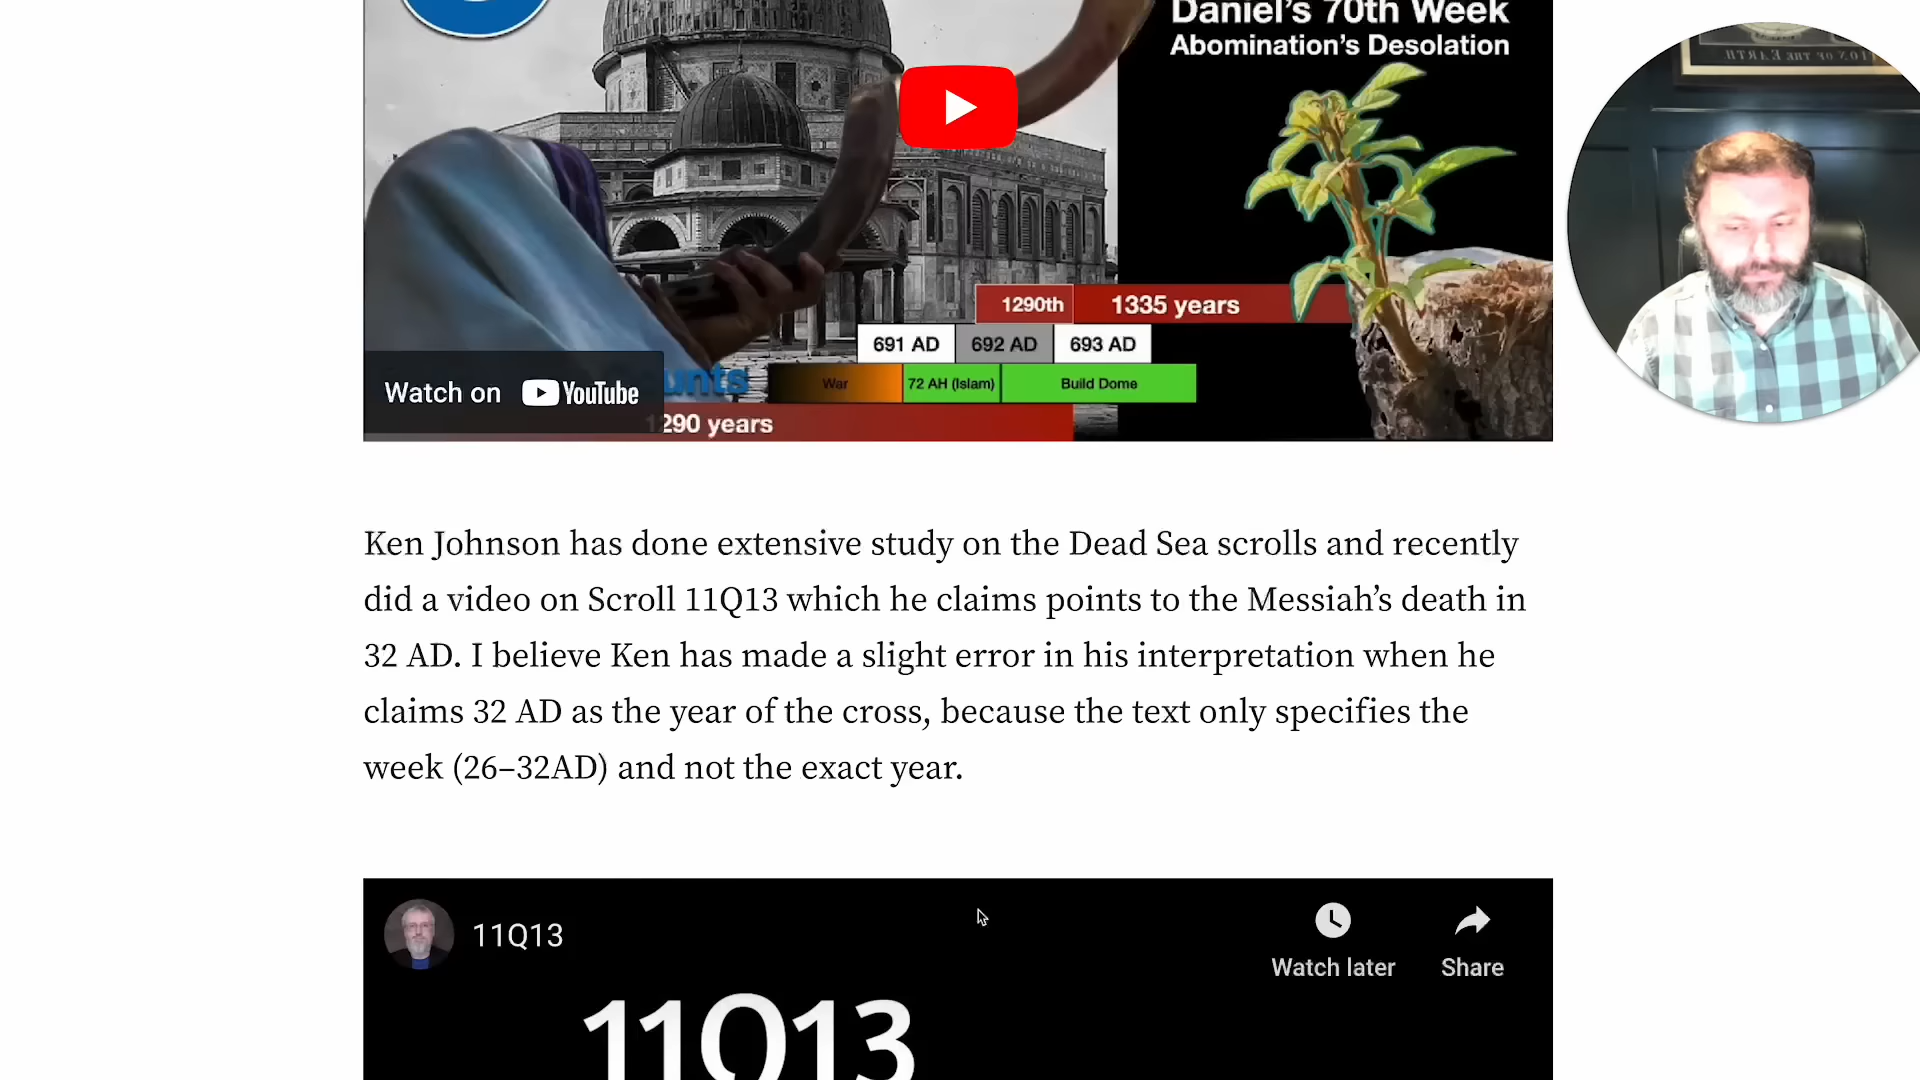 Daniel's 70th Week
Abomination's Desolation
1290th
1335 years
691 AD
692 AD
693 AD
War
72 AH (Islam)
Build Dome
Watch on YouTube
unts
1290 years
Ken Johnson has done extensive study on the Dead Sea scrolls and recently
did a video on Scroll 11Q13 which he claims points to the Messiah’s death in
32 AD. I believe Ken has made a slight error in his interpretation when he
claims 32 AD as the year of the cross, because the text only specifies the
week (26–32AD) and not the exact year.
11Q13
Watch later
Share
11Q13